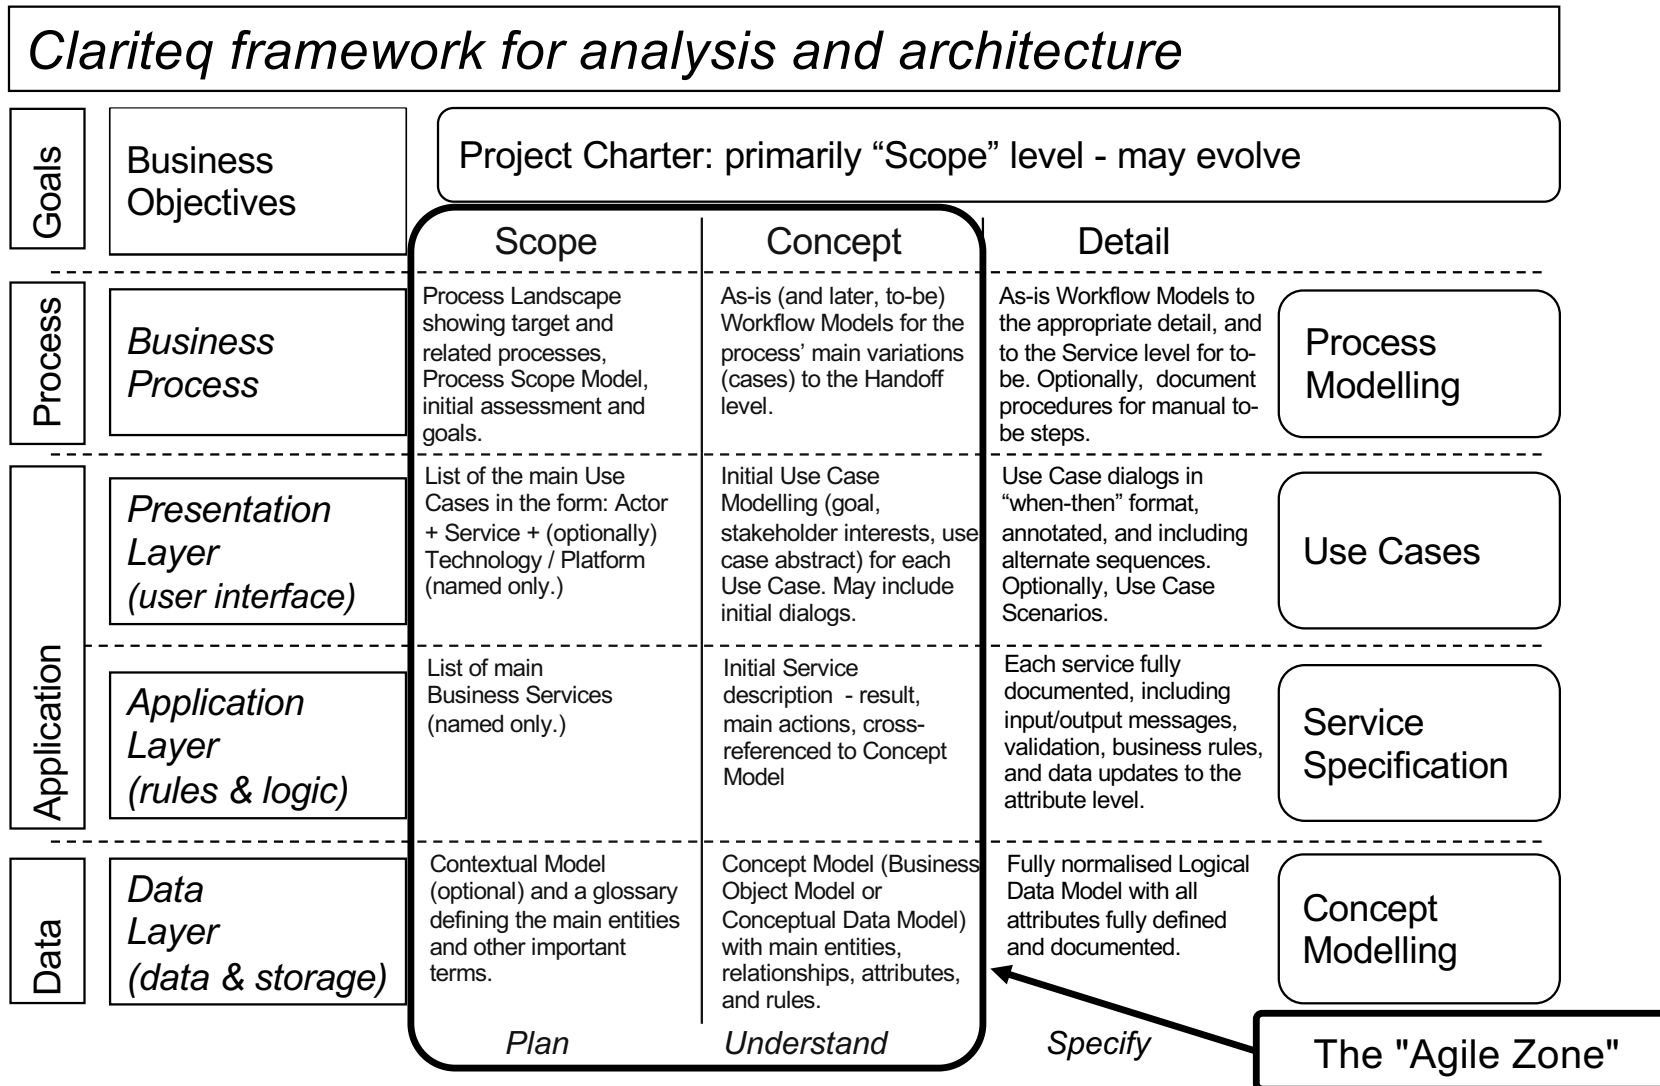 Clariteq framework for analysis and architecture
Goals
Business
Objectives
Project Charter: primarily “Scope” level - may evolve
Scope
Concept
Detail
Process
Business
Process
Process Landscape
showing target and
related processes,
Process Scope Model,
initial assessment and
goals.
As-is (and later, to-be)
Workflow Models for the
process’ main variations
(cases) to the Handoff
level.
As-is Workflow Models to
the appropriate detail, and
to the Service level for to-
be. Optionally, document
procedures for manual to-
be steps.
Process
Modelling
Application
Presentation
Layer
(user interface)
List of the main Use
Cases in the form: Actor
+ Service + (optionally)
Technology / Platform
(named only.)
Initial Use Case
Modelling (goal,
stakeholder interests, use
case abstract) for each
Use Case. May include
initial dialogs.
Use Case dialogs in
“when-then” format,
annotated, and including
alternate sequences.
Optionally, Use Case
Scenarios.
Use Cases
Application
Layer
(rules & logic)
List of main
Business Services
(named only.)
Initial Service
description - result,
main actions, cross-
referenced to Concept
Model
Each service fully
documented, including
input/output messages,
validation, business rules,
and data updates to the
attribute level.
Service
Specification
Data
Data
Layer
(data & storage)
Contextual Model
(optional) and a glossary
defining the main entities
and other important
terms.
Concept Model (Business
Object Model or
Conceptual Data Model)
with main entities,
relationships, attributes,
and rules.
Fully normalised Logical
Data Model with all
attributes fully defined
and documented.
Concept
Modelling
Plan
Understand
Specify
The "Agile Zone"